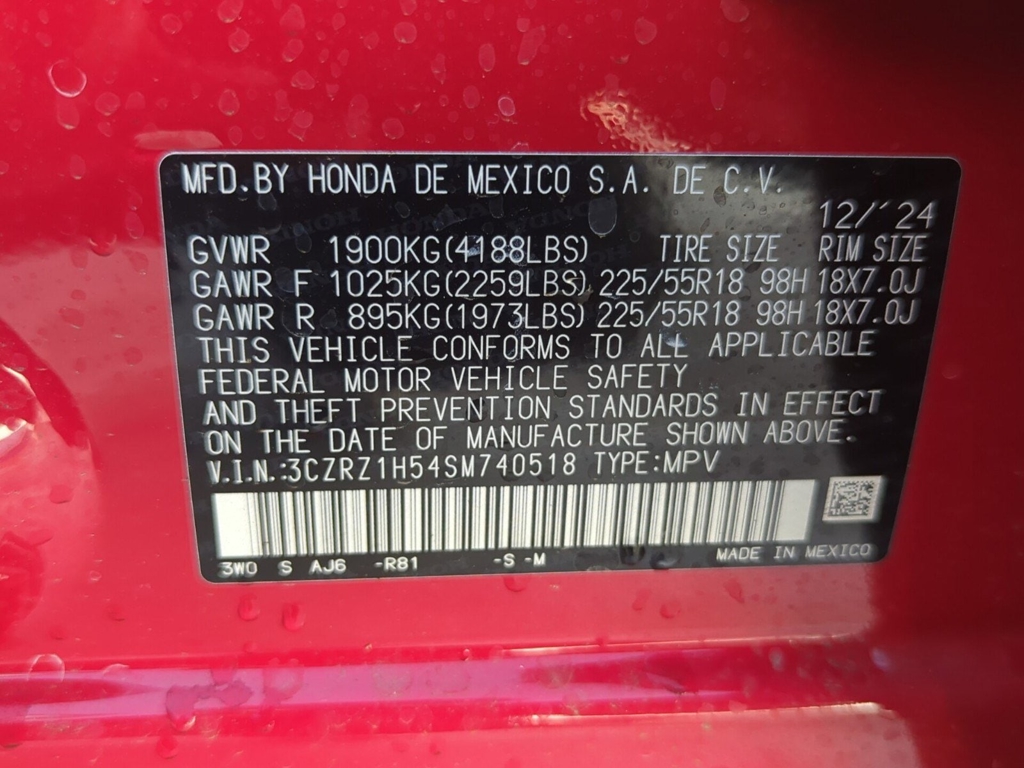 MFD.BY HONDA DE MEXICO S.A. DE C.V.
12/´24
GVWR 1900KG(4188LBS) TIRE SIZE RIM SIZE
GAWR F 1025KG(2259LBS) 225/55R18 98H 18X7.0J
GAWR R 895KG(1973LBS) 225/55R18 98H 18X7.0J
THIS VEHICLE CONFORMS TO ALL APPLICABLE
FEDERAL MOTOR VEHICLE SAFETY
AND THEFT PREVENTION STANDARDS IN EFFECT
ON THE DATE OF MANUFACTURE SHOWN ABOVE.
V.I.N.:3CZRZ1H54SM740518 TYPE:MPV
3W0 S AJ6 -R81 -S -M MADE IN MEXICO